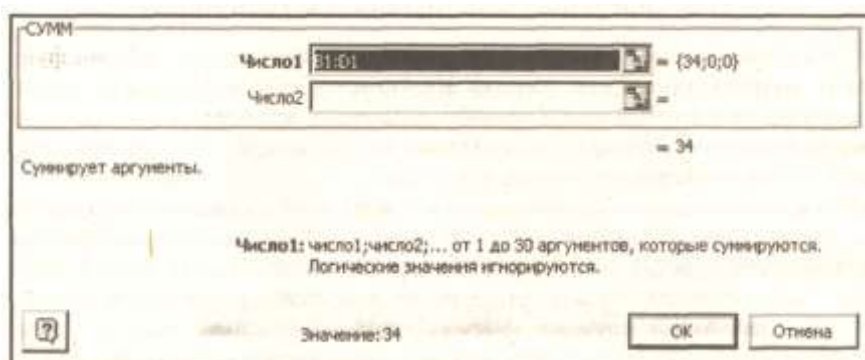 СУММ
Число1 B1:D1 = {34;0;0}
Число2 =
= 34
Суммирует аргументы.
Число1: число1;число2;... от 1 до 30 аргументов, которые суммируются.
Логические значения игнорируются.
Значение:34
OK
Отмена